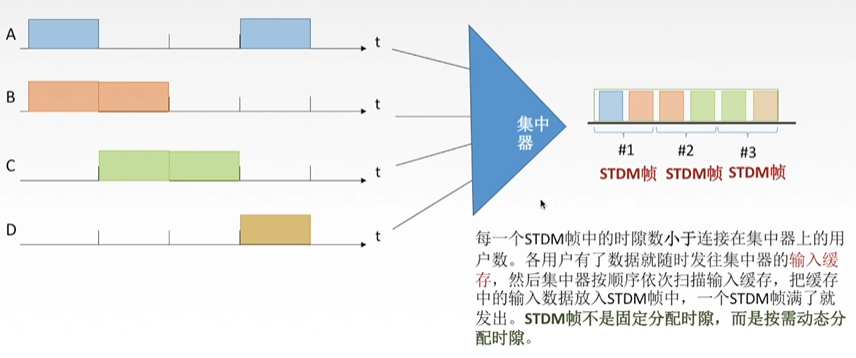 A
t
B
t
C
t
D
t
集中
器
#1
#2
#3
STDM帧
STDM帧
STDM帧
每一个STDM帧中的时隙数小于连接在集中器上的用
户数。各用户有了数据就随时发往集中器的输入缓
存，然后集中器按顺序依次扫描输入缓存，把缓存
中的输入数据放入STDM帧中，一个STDM帧满了就
发出。STDM帧不是固定分配时隙，而是按需动态分
配时隙。